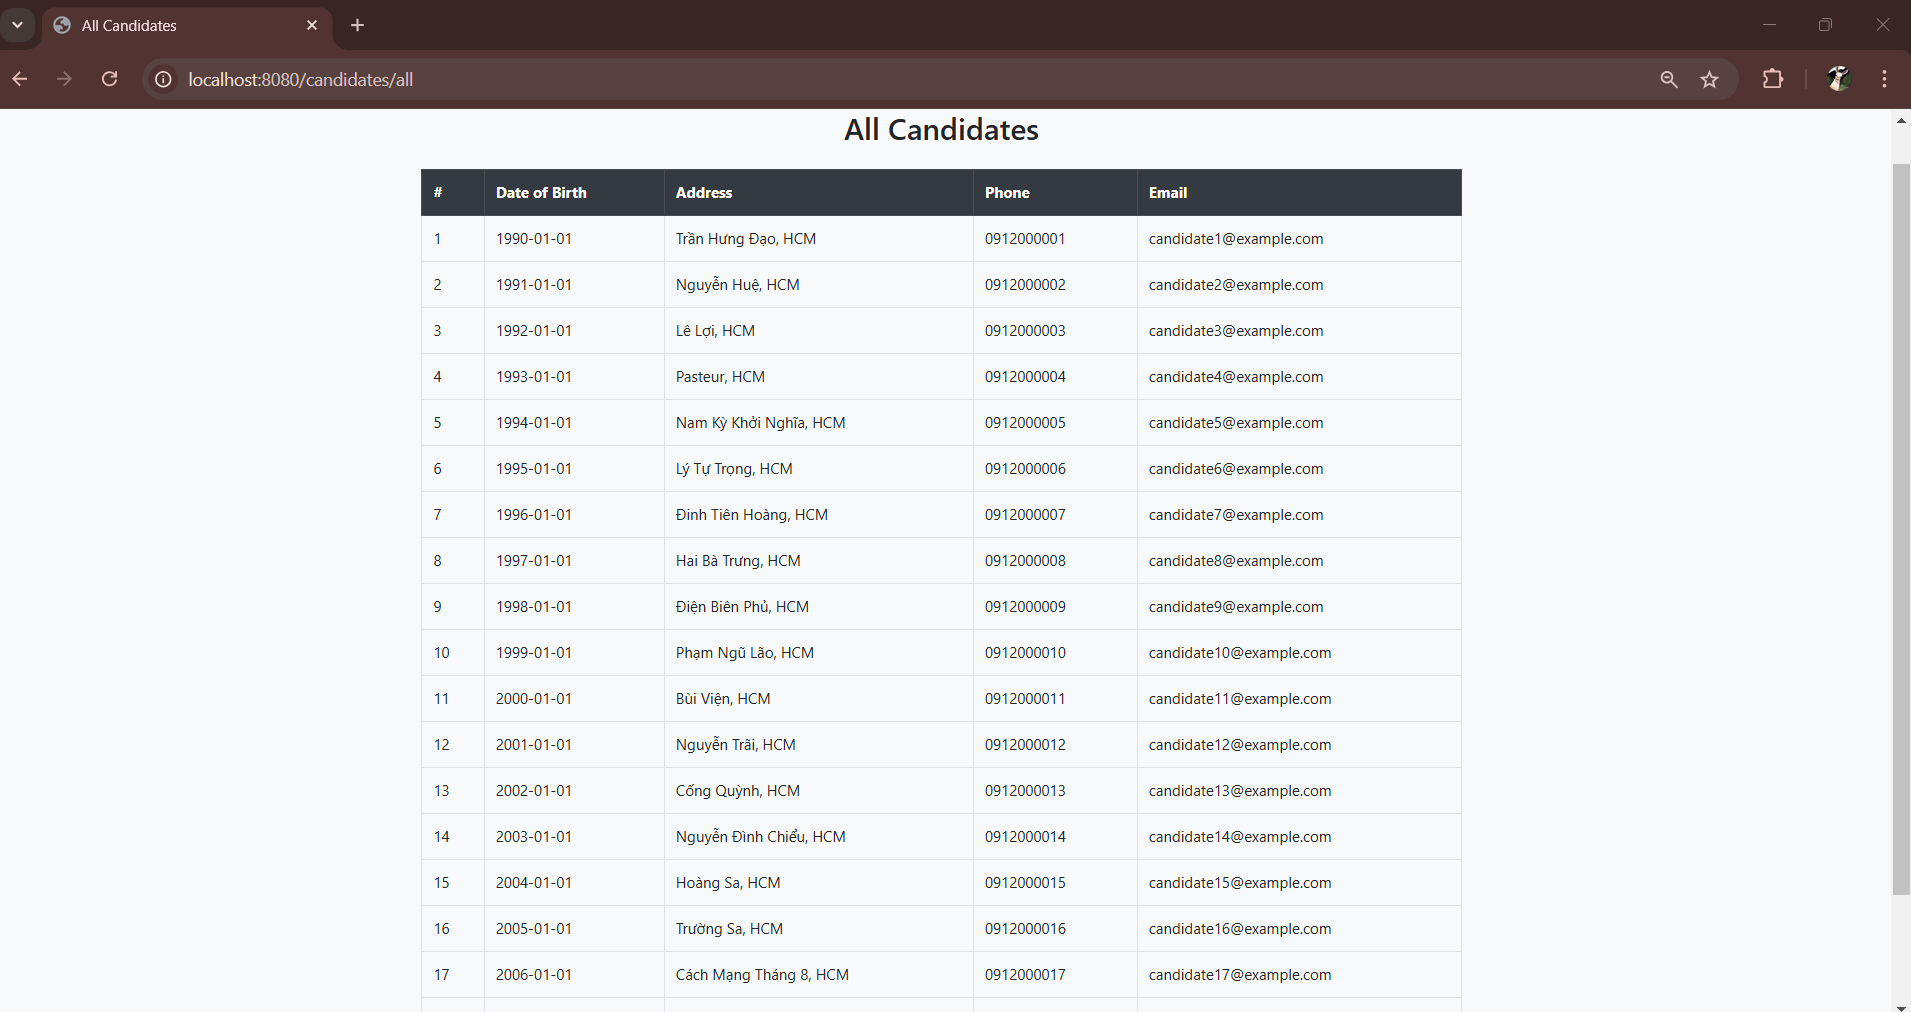 All Candidates
localhost:8080/candidates/all
All Candidates
# Date of Birth Address Phone Email
1 1990-01-01 Trần Hưng Đạo, HCM 0912000001 candidate1@example.com
2 1991-01-01 Nguyễn Huệ, HCM 0912000002 candidate2@example.com
3 1992-01-01 Lê Lợi, HCM 0912000003 candidate3@example.com
4 1993-01-01 Pasteur, HCM 0912000004 candidate4@example.com
5 1994-01-01 Nam Kỳ Khởi Nghĩa, HCM 0912000005 candidate5@example.com
6 1995-01-01 Lý Tự Trọng, HCM 0912000006 candidate6@example.com
7 1996-01-01 Đinh Tiên Hoàng, HCM 0912000007 candidate7@example.com
8 1997-01-01 Hai Bà Trưng, HCM 0912000008 candidate8@example.com
9 1998-01-01 Điện Biên Phủ, HCM 0912000009 candidate9@example.com
10 1999-01-01 Phạm Ngũ Lão, HCM 0912000010 candidate10@example.com
11 2000-01-01 Bùi Viện, HCM 0912000011 candidate11@example.com
12 2001-01-01 Nguyễn Trãi, HCM 0912000012 candidate12@example.com
13 2002-01-01 Cống Quỳnh, HCM 0912000013 candidate13@example.com
14 2003-01-01 Nguyễn Đình Chiểu, HCM 0912000014 candidate14@example.com
15 2004-01-01 Hoàng Sa, HCM 0912000015 candidate15@example.com
16 2005-01-01 Trường Sa, HCM 0912000016 candidate16@example.com
17 2006-01-01 Cách Mạng Tháng 8, HCM 0912000017 candidate17@example.com